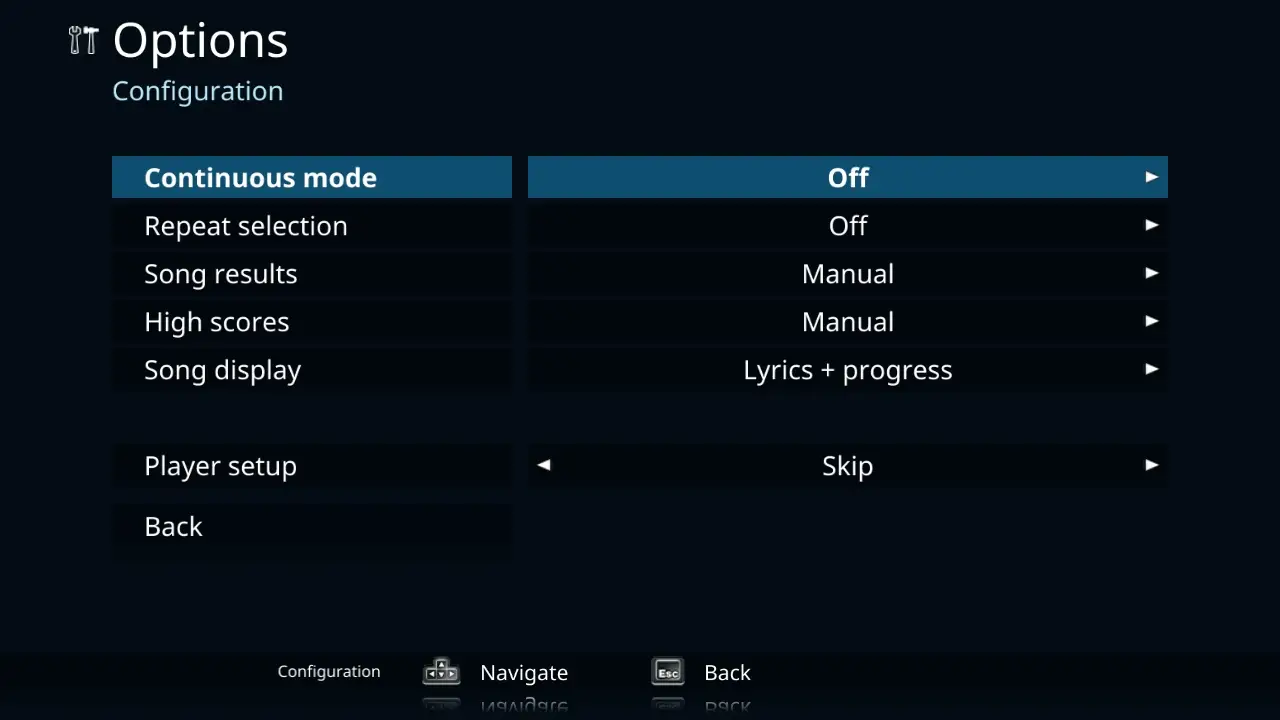 Options
Configuration
Continuous mode Off
Repeat selection Off
Song results Manual
High scores Manual
Song display Lyrics + progress
Player setup Skip
Back
Configuration Navigate Esc Back